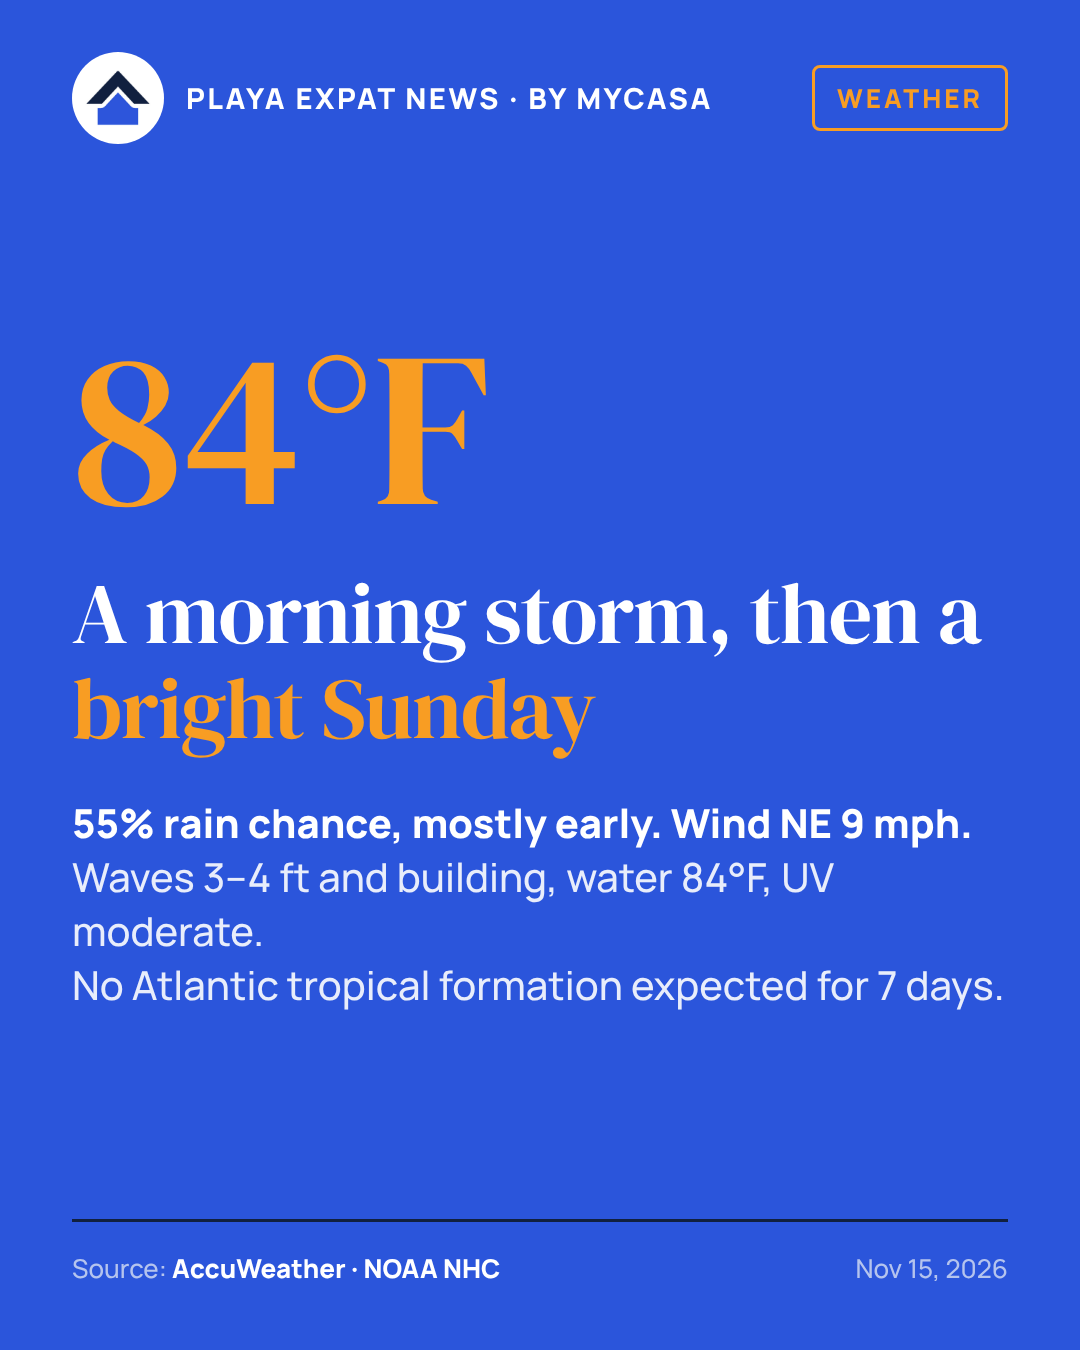 PLAYA EXPAT NEWS · BY MYCASA
WEATHER
84°F
A morning storm, then a
bright Sunday
55% rain chance, mostly early. Wind NE 9 mph.
Waves 3–4 ft and building, water 84°F, UV
moderate.
No Atlantic tropical formation expected for 7 days.
Source: AccuWeather · NOAA NHC
Nov 15, 2026